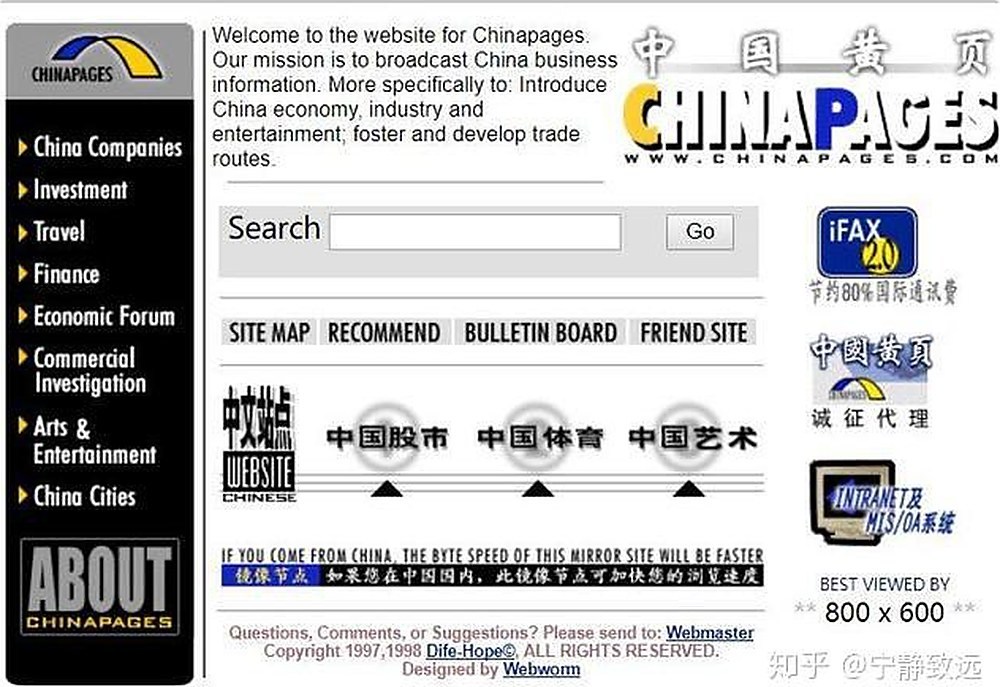 CHINAPAGES
China Companies
Investment
Travel
Finance
Economic Forum
Commercial
Investigation
Arts &
Entertainment
China Cities
ABOUT
CHINAPAGES
Welcome to the website for Chinapages.
Our mission is to broadcast China business
information. More specifically to: Introduce
China economy, industry and
entertainment; foster and develop trade
routes.
中国黄页
CHINAPAGES
WWW.CHINAPAGES.COM
Search
Go
SITE MAP RECOMMEND BULLETIN BOARD FRIEND SITE
中文站点
WEBSITE
CHINESE
中国股市 中国体育 中国艺术
IF YOU COME FROM CHINA, THE BYTE SPEED OF THIS MIRROR SITE WILL BE FASTER
镜像节点 如果您在中国国内，此镜像节点可加快您的浏览速度
Questions, Comments, or Suggestions? Please send to: Webmaster
Copyright 1997,1998 Dife-Hope©, ALL RIGHTS RESERVED.
Designed by Webworm
iFAX
2.0
节约80%国际通讯费
中國黄頁
CHINAPAGES
诚征代理
INTRANET及
MIS/OA系统
BEST VIEWED BY
** 800 x 600 **
知乎 @宁静致远